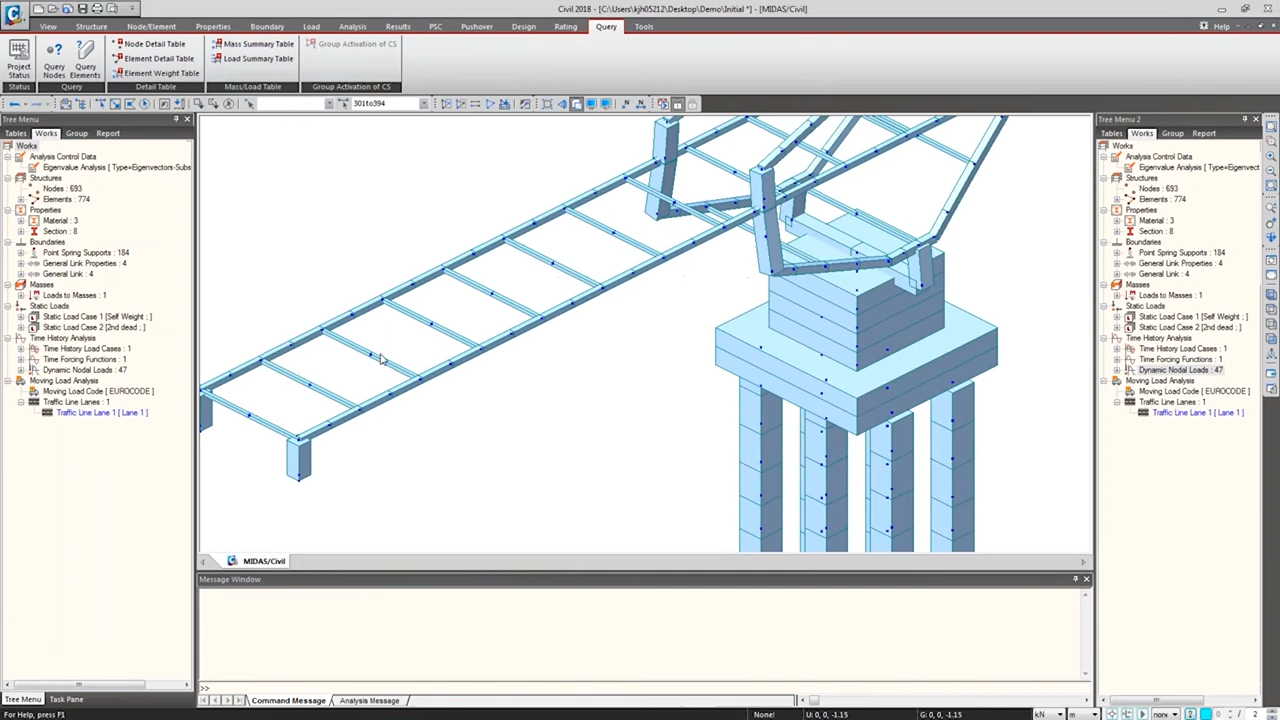 Civil 2018 - [C:\Users\kjh05212\Desktop\Demo\Initial *] - [MIDAS/Civil]
View Structure Node/Element Properties Boundary Load Analysis Results PSC Pushover Design Rating Query Tools Help
Project Status
Query Nodes
Query Elements
Node Detail Table
Element Detail Table
Element Weight Table
Mass Summary Table
Load Summary Table
Group Activation of CS
Status Query Detail Table Mass/Load Table Group Activation of CS
301to394
Tree Menu
Tables Works Group Report
Works
Analysis Control Data
Eigenvalue Analysis [ Type=Eigenvectors-Subs
Structures
Nodes : 693
Elements : 774
Properties
Material : 3
Section : 8
Boundaries
Point Spring Supports : 184
General Link Properties : 4
General Link : 4
Masses
Loads to Masses : 1
Static Loads
Static Load Case 1 [Self Weight ; ]
Static Load Case 2 [2nd dead ; ]
Time History Analysis
Time History Load Cases : 1
Time Forcing Functions : 1
Dynamic Nodal Loads : 47
Moving Load Analysis
Moving Load Code [ EUROCODE ]
Traffic Line Lanes : 1
Traffic Line Lane 1 [ Lane 1 ]
Tree Menu Task Pane
MIDAS/Civil
Message Window
>>
Command Message Analysis Message
Tree Menu 2
Tables Works Group Report
Works
Analysis Control Data
Eigenvalue Analysis [ Type=Eigenvect
Structures
Nodes : 693
Elements : 774
Properties
Material : 3
Section : 8
Boundaries
Point Spring Supports : 184
General Link Properties : 4
General Link : 4
Masses
Loads to Masses : 1
Static Loads
Static Load Case 1 [Self Weight ;
Static Load Case 2 [2nd dead ; ]
Time History Analysis
Time History Load Cases : 1
Time Forcing Functions : 1
Dynamic Nodal Loads : 47
Moving Load Analysis
Moving Load Code [ EUROCODE ]
Traffic Line Lanes : 1
Traffic Line Lane 1 [ Lane 1 ]
For Help, press F1
None!
U: 0, 0, -1.15
G: 0, 0, -1.15
kN
m
non
0 / 2